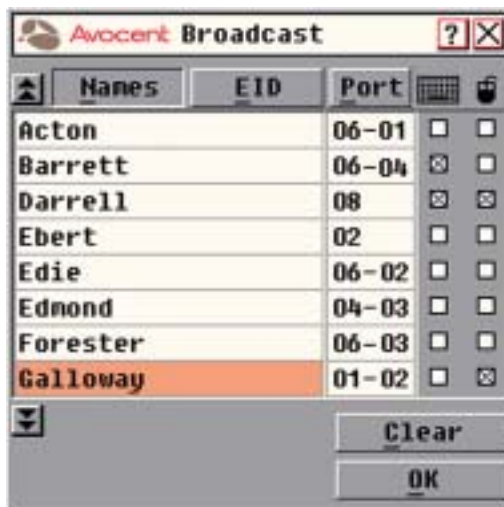 Avocent Broadcast ? X
Names EID Port
Acton 06-01
Barrett 06-04
Darrell 08
Ebert 02
Edie 06-02
Edmond 04-03
Forester 06-03
Galloway 01-02
Clear
OK